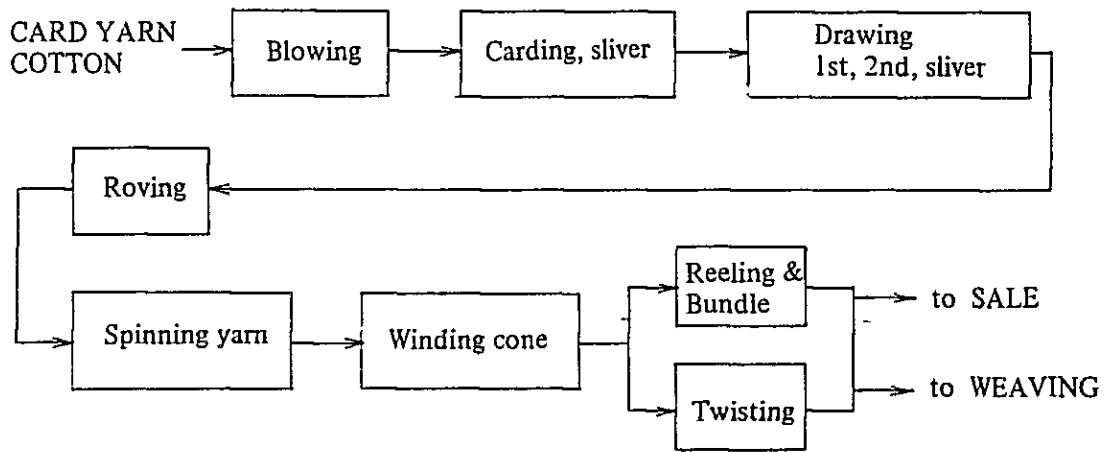 CARD YARN
COTTON
Blowing
Carding, sliver
Drawing
1st, 2nd, sliver
Roving
Spinning yarn
Winding cone
Reeling &
Bundle
Twisting
to SALE
to WEAVING